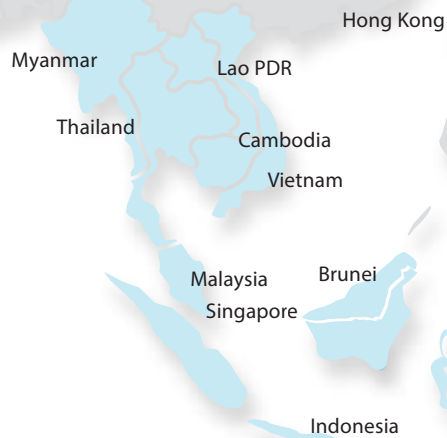 Hong Kong
Myanmar
Lao PDR
Thailand
Cambodia
Vietnam
Malaysia
Brunei
Singapore
Indonesia